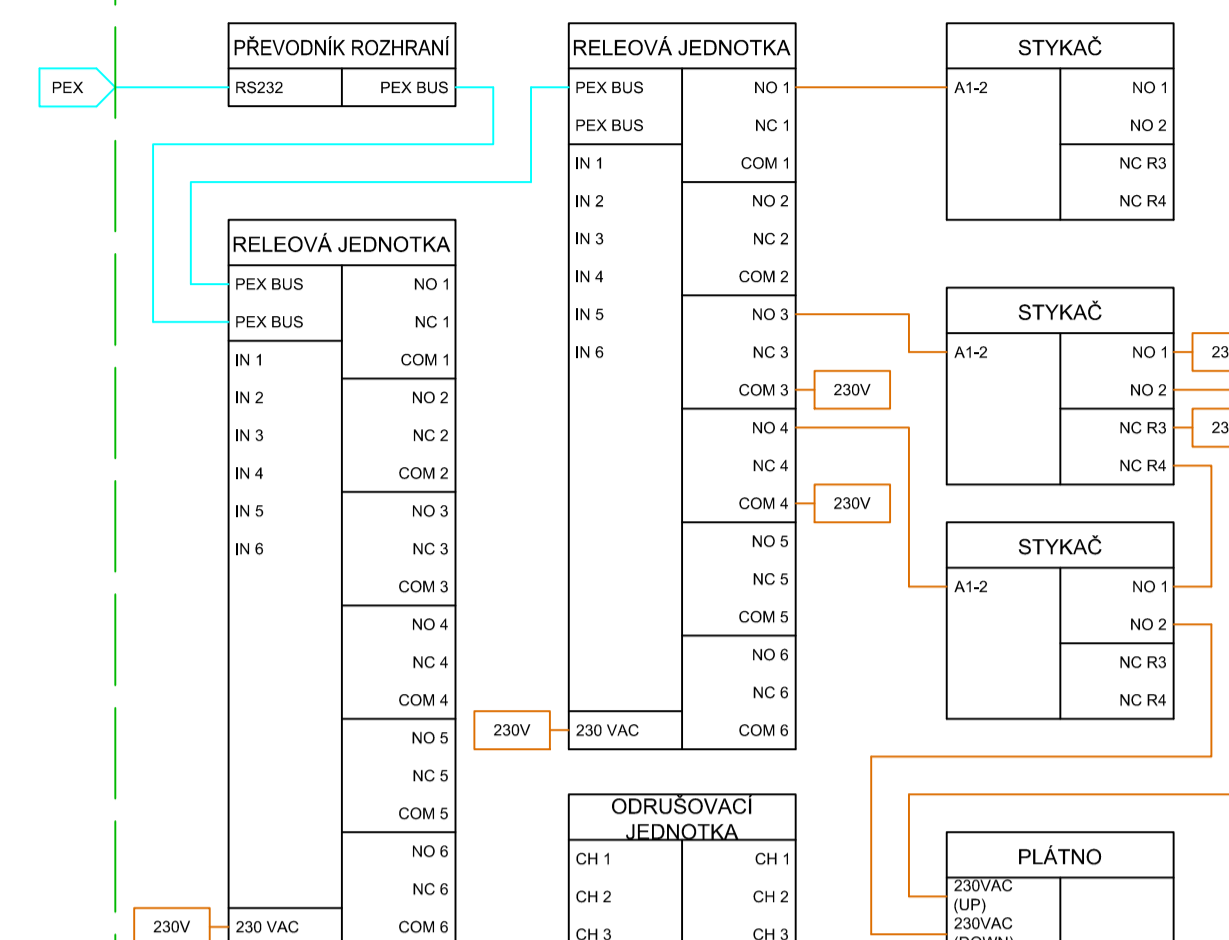 PEX
PŘEVODNÍK ROZHRANÍ
RS232 PEX BUS
RELEOVÁ JEDNOTKA
PEX BUS NO 1
PEX BUS NC 1
IN 1 COM 1
IN 2 NO 2
IN 3 NC 2
IN 4 COM 2
IN 5 NO 3
IN 6 NC 3
COM 3
NO 4
NC 4
COM 4
NO 5
NC 5
COM 5
NO 6
NC 6
230V 230 VAC COM 6
RELEOVÁ JEDNOTKA
PEX BUS NO 1
PEX BUS NC 1
IN 1 COM 1
IN 2 NO 2
IN 3 NC 2
IN 4 COM 2
IN 5 NO 3
IN 6 NC 3
COM 3 230V
NO 4
NC 4
COM 4 230V
NO 5
NC 5
COM 5
NO 6
NC 6
230V 230 VAC COM 6
ODRUŠOVACÍ
JEDNOTKA
CH 1 CH 1
CH 2 CH 2
CH 3 CH 3
STYKAČ
A1-2 NO 1
NO 2
NC R3
NC R4
STYKAČ
A1-2 NO 1 23
NO 2
NC R3 23
NC R4
STYKAČ
A1-2 NO 1
NO 2
NC R3
NC R4
PLÁTNO
230VAC
(UP)
230VAC